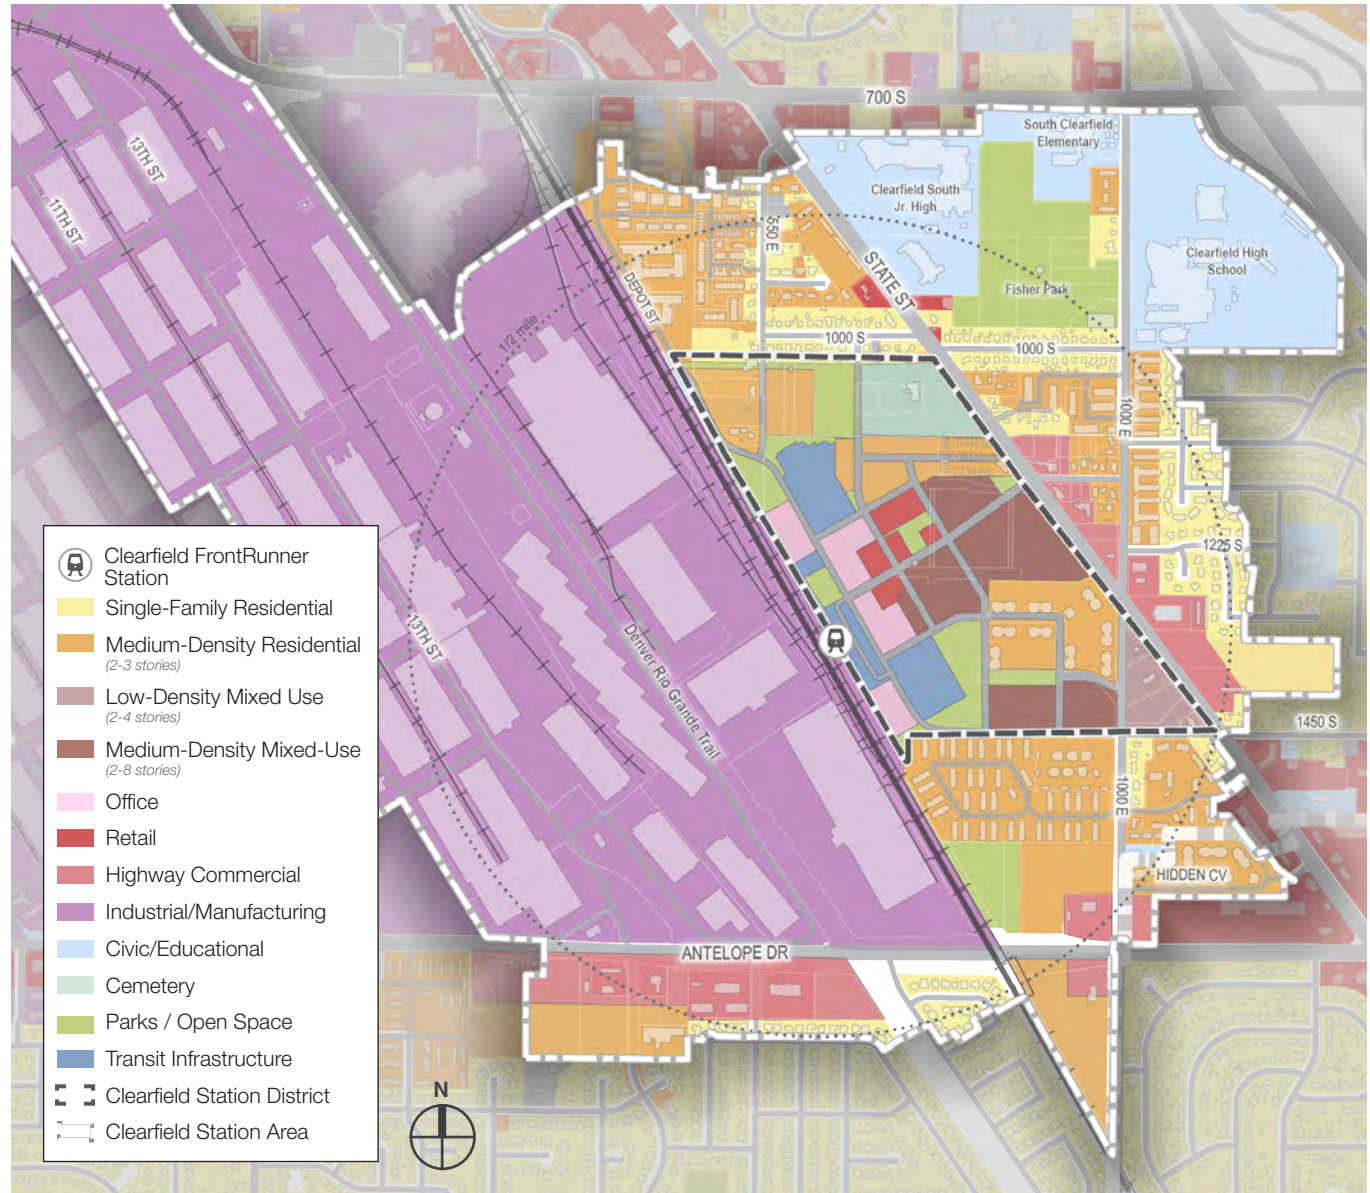 700 S
South Clearfield
Elementary
13TH ST
11TH ST
Clearfield South
Jr. High
550 E
STATE ST
Clearfield High
School
DEPOT ST
Fisher Park
1/2 mile
1000 S
1000 S
1000 E
1225 S
13TH ST
Denver Rio Grande Trail
1450 S
1000 E
HIDDEN CV
ANTELOPE DR
Clearfield FrontRunner
Station
Single-Family Residential
Medium-Density Residential
(2-3 stories)
Low-Density Mixed Use
(2-4 stories)
Medium-Density Mixed-Use
(2-8 stories)
Office
Retail
Highway Commercial
Industrial/Manufacturing
Civic/Educational
Cemetery
Parks / Open Space
Transit Infrastructure
Clearfield Station District
Clearfield Station Area
N